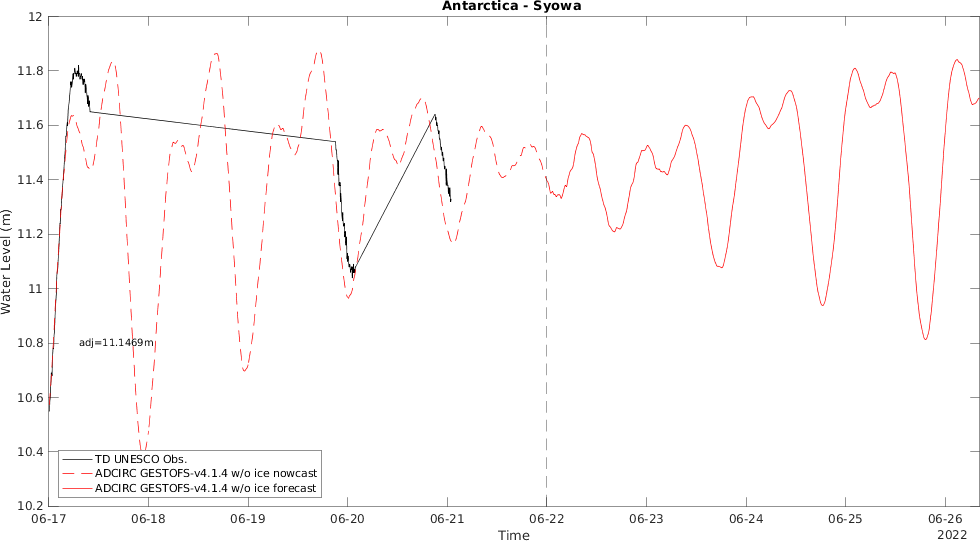 Antarctica - Syowa
12
11.8
11.6
11.4
11.2
11
10.8
10.6
10.4
10.2
Water Level (m)
adj=11.1469m
TD UNESCO Obs.
ADCIRC GESTOFS-v4.1.4 w/o ice nowcast
ADCIRC GESTOFS-v4.1.4 w/o ice forecast
06-17 06-18 06-19 06-20 06-21 06-22 06-23 06-24 06-25 06-26
Time
2022